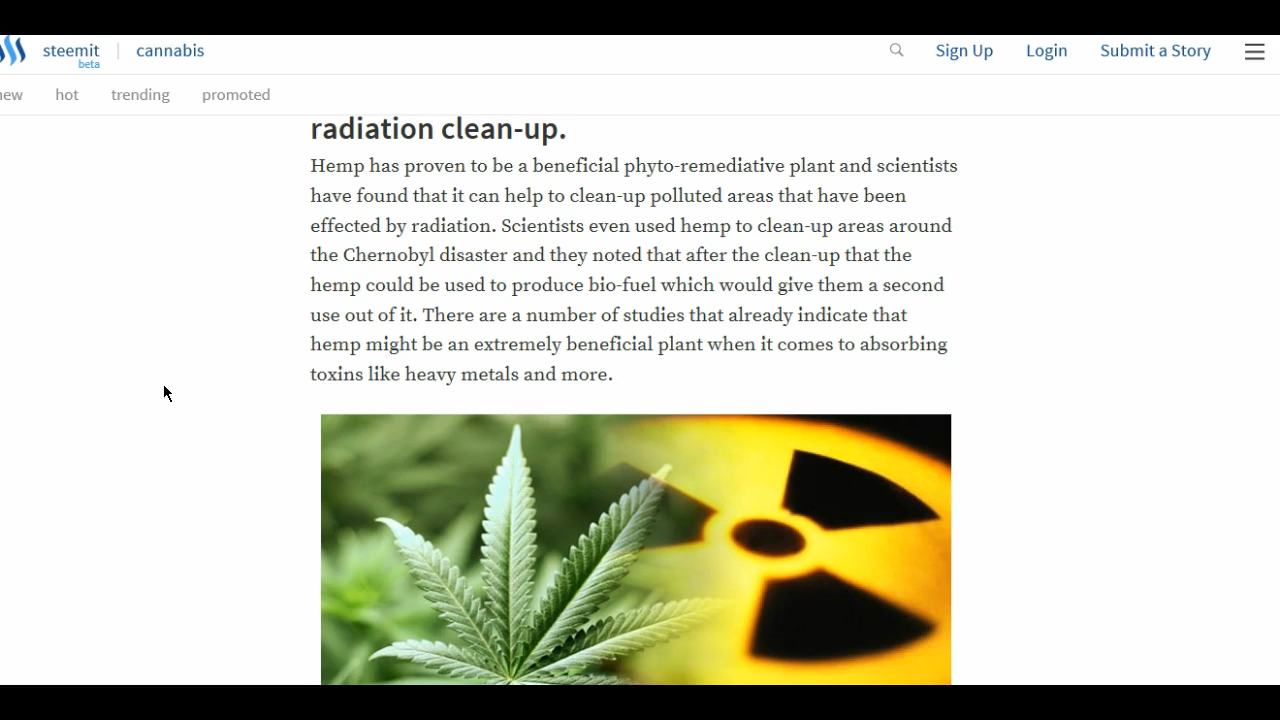 steemit | cannabis Sign Up Login Submit a Story
beta
new hot trending promoted
radiation clean-up.
Hemp has proven to be a beneficial phyto-remediative plant and scientists
have found that it can help to clean-up polluted areas that have been
effected by radiation. Scientists even used hemp to clean-up areas around
the Chernobyl disaster and they noted that after the clean-up that the
hemp could be used to produce bio-fuel which would give them a second
use out of it. There are a number of studies that already indicate that
hemp might be an extremely beneficial plant when it comes to absorbing
toxins like heavy metals and more.